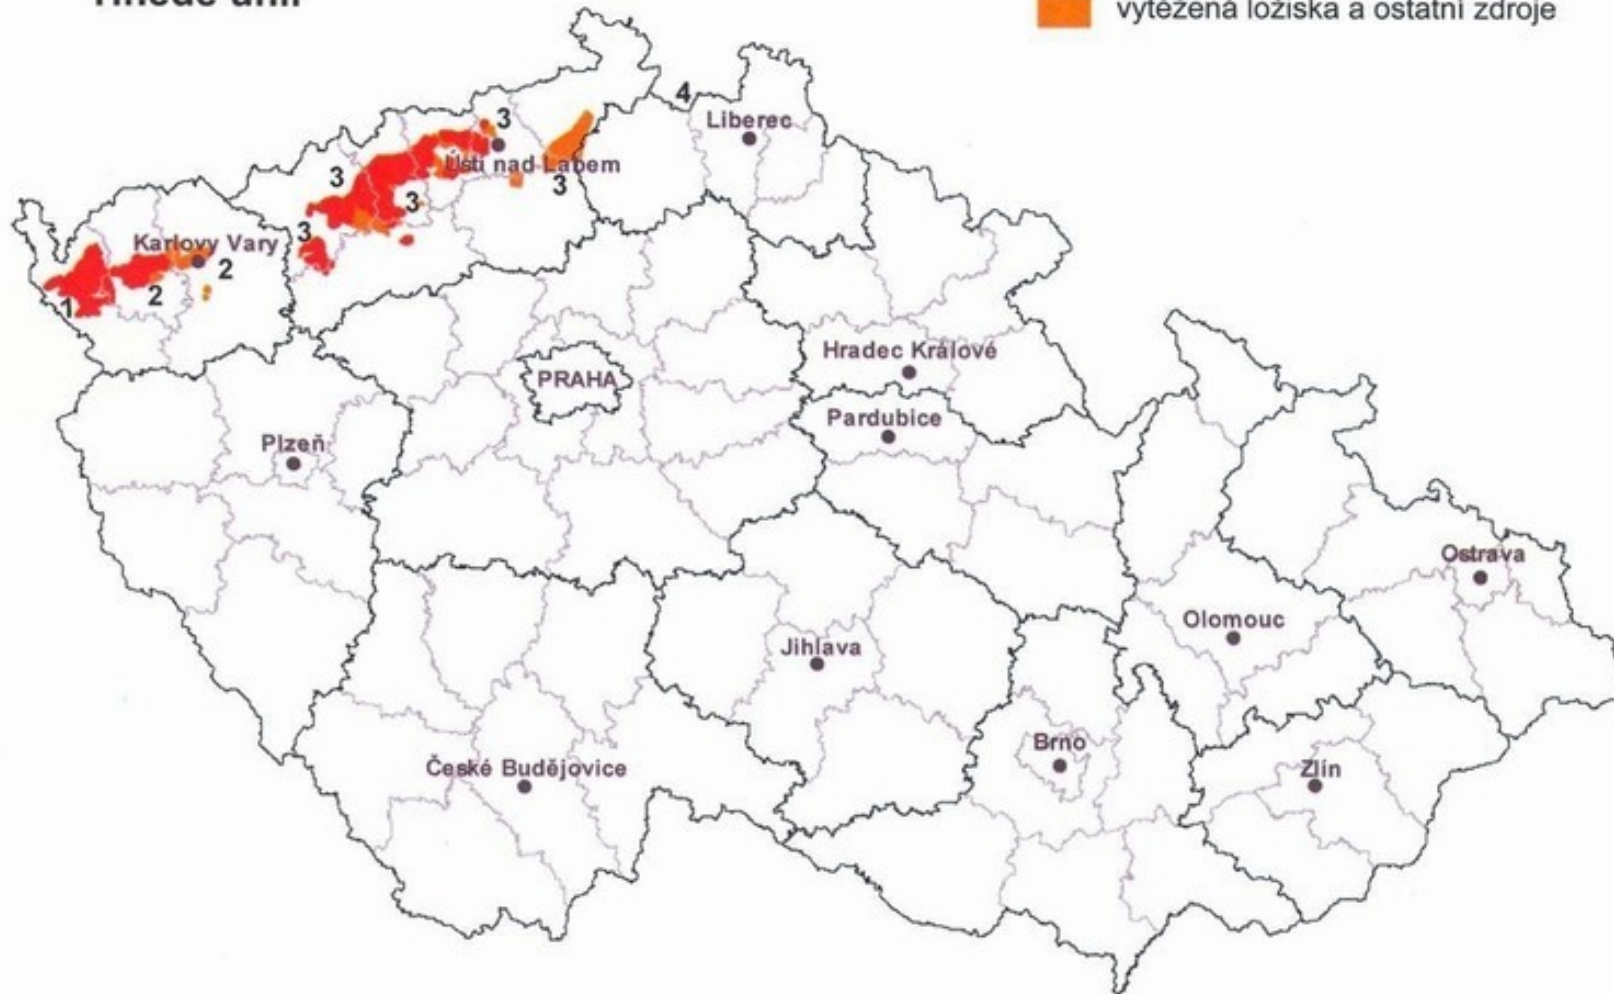 Hnědé uhlí
vytěžená ložiska a ostatní zdroje
4
3
Liberec
Ústí nad Labem
3
3
3
Karlovy Vary
3
2
2
1
Hradec Králové
PRAHA
Pardubice
Plzeň
Ostrava
Olomouc
Jihlava
Brno
České Budějovice
Zlín